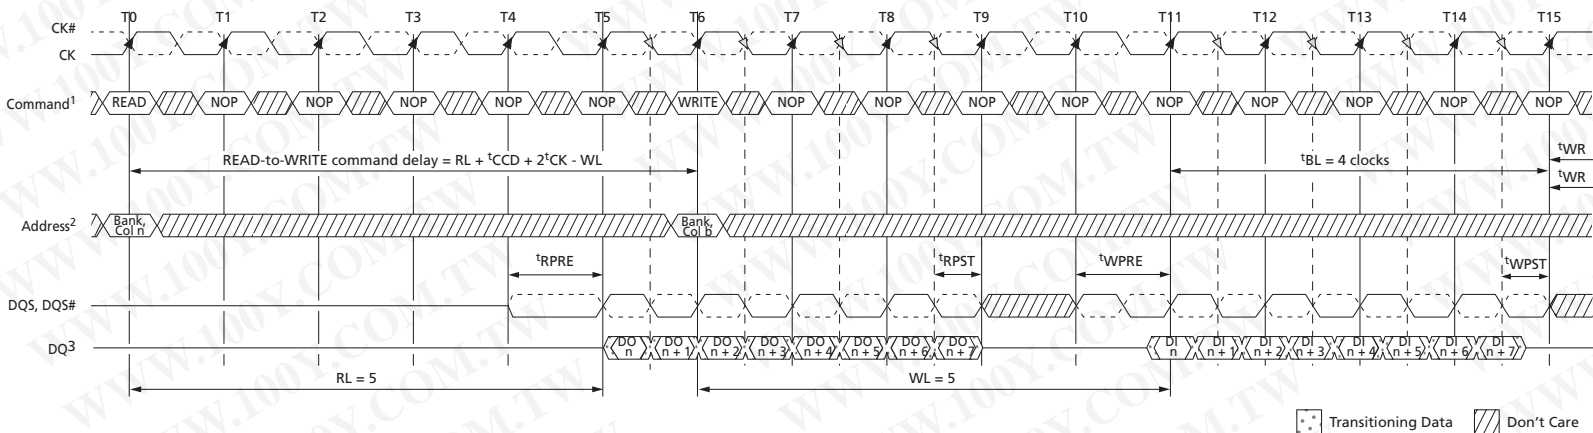 T0 T1 T2 T3 T4 T5 T6 T7 T8 T9 T10 T11 T12 T13 T14 T15
CK#
CK
Command1 READ NOP NOP NOP NOP NOP WRITE NOP NOP NOP NOP NOP NOP NOP NOP NOP
READ-to-WRITE command delay = RL + tCCD + 2tCK - WL
tBL = 4 clocks
tWR
tWR
Address2 Bank, Col n Bank, Col b
tRPRE tRPST tWPRE tWPST
DQS, DQS#
DQ3 DO n DO n + 1 DO n + 2 DO n + 3 DO n + 4 DO n + 5 DO n + 6 DO n + 7 DI n DI n + 1 DI n + 2 DI n + 3 DI n + 4 DI n + 5 DI n + 6 DI n + 7
RL = 5 WL = 5
Transitioning Data Don't Care
WWW.100Y.COM.TW